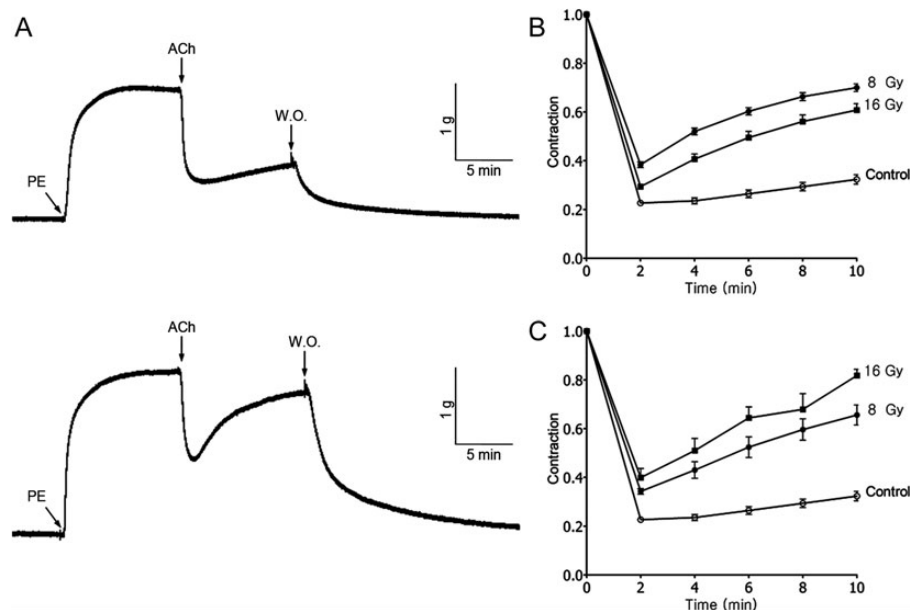 A
ACh
W.O.
PE
1 g
5 min
B
1.0
0.8
0.6
0.4
0.2
0.0
Contraction
0 2 4 6 8 10
Time (min)
8 Gy
16 Gy
Control
ACh
W.O.
PE
1 g
5 min
C
1.0
0.8
0.6
0.4
0.2
0.0
Contraction
0 2 4 6 8 10
Time (min)
16 Gy
8 Gy
Control